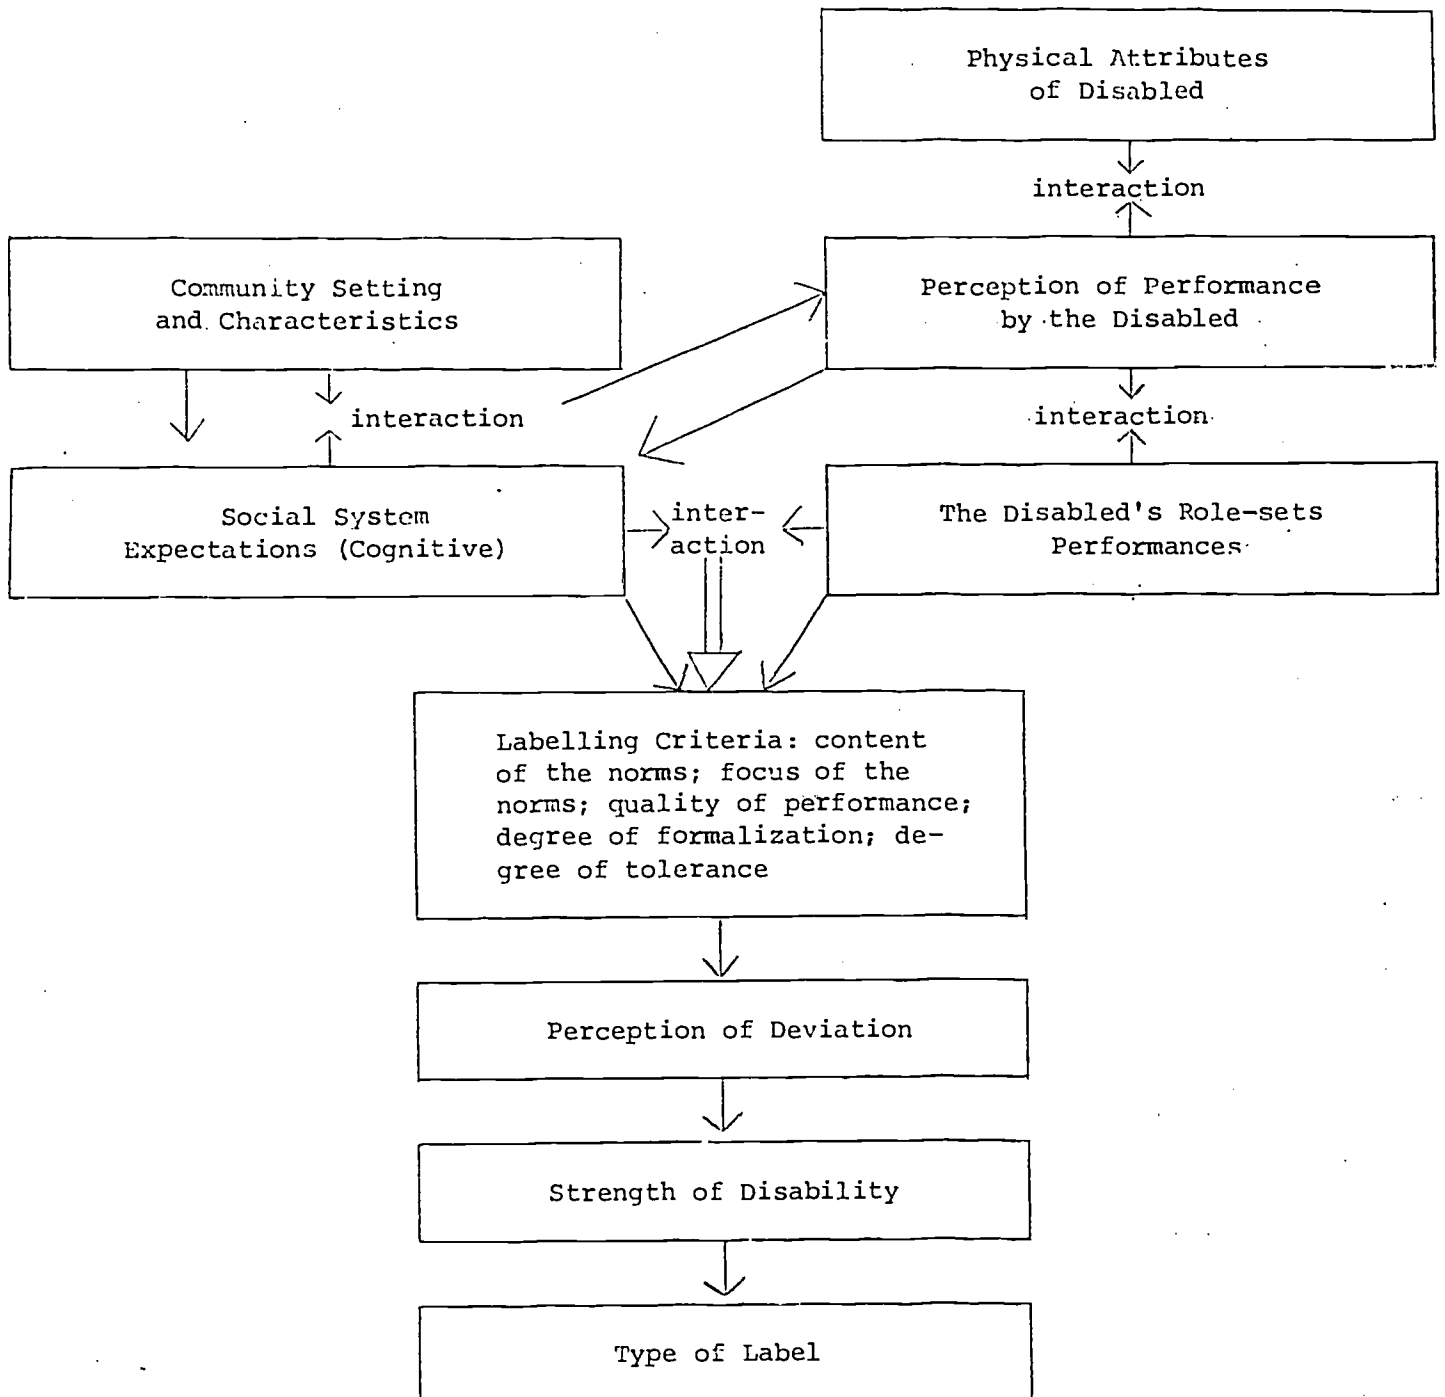 Physical Attributes
of Disabled
interaction
Community Setting
and Characteristics
Perception of Performance
by the Disabled
interaction
interaction
Social System
Expectations (Cognitive)
inter-
action
The Disabled's Role-sets
Performances
Labelling Criteria: content
of the norms; focus of the
norms; quality of performance;
degree of formalization; de-
gree of tolerance
Perception of Deviation
Strength of Disability
Type of Label